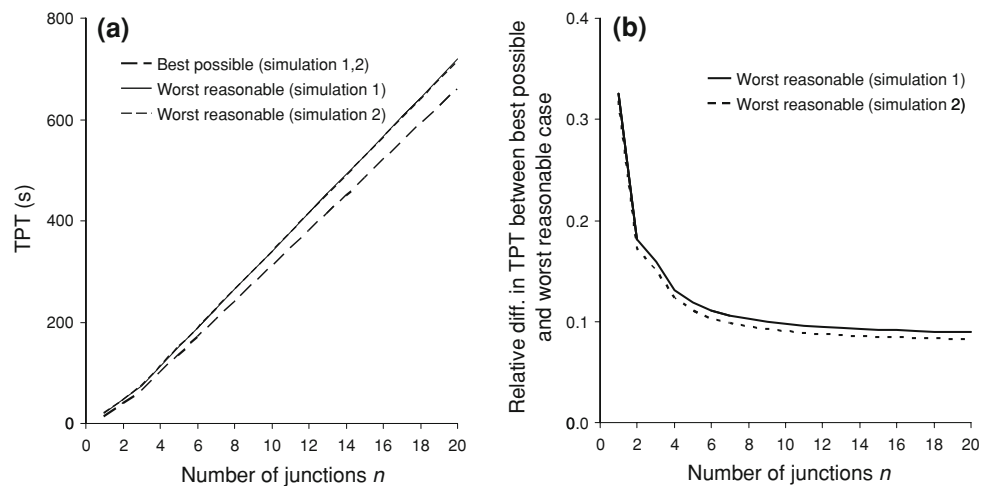 (a)
Best possible (simulation 1,2)
Worst reasonable (simulation 1)
Worst reasonable (simulation 2)
TPT (s)
800
600
400
200
0
0 2 4 6 8 10 12 14 16 18 20
Number of junctions n
(b)
Worst reasonable (simulation 1)
Worst reasonable (simulation 2)
Relative diff. in TPT between best possible
and worst reasonable case
0.4
0.3
0.2
0.1
0.0
0 2 4 6 8 10 12 14 16 18 20
Number of junctions n